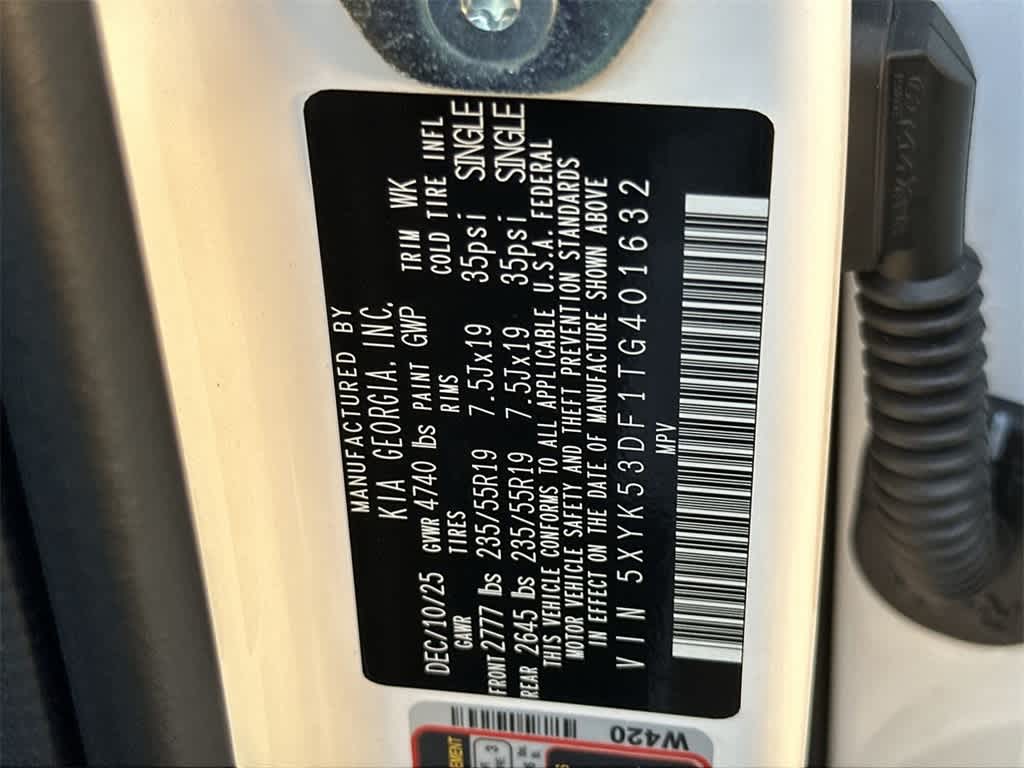 MANUFACTURED BY
KIA GEORGIA, INC.
DEC/10/25 GVWR 4740 lbs PAINT GWP TRIM WK
GAWR TIRES RIMS COLD TIRE INFL
FRONT 2777 lbs 235/55R19 7.5Jx19 35psi SINGLE
REAR 2645 lbs 235/55R19 7.5Jx19 35psi SINGLE
THIS VEHICLE CONFORMS TO ALL APPLICABLE U.S.A. FEDERAL
MOTOR VEHICLE SAFETY AND THEFT PREVENTION STANDARDS
IN EFFECT ON THE DATE OF MANUFACTURE SHOWN ABOVE
VIN 5XYK53DF1TG401632
MPV
W420